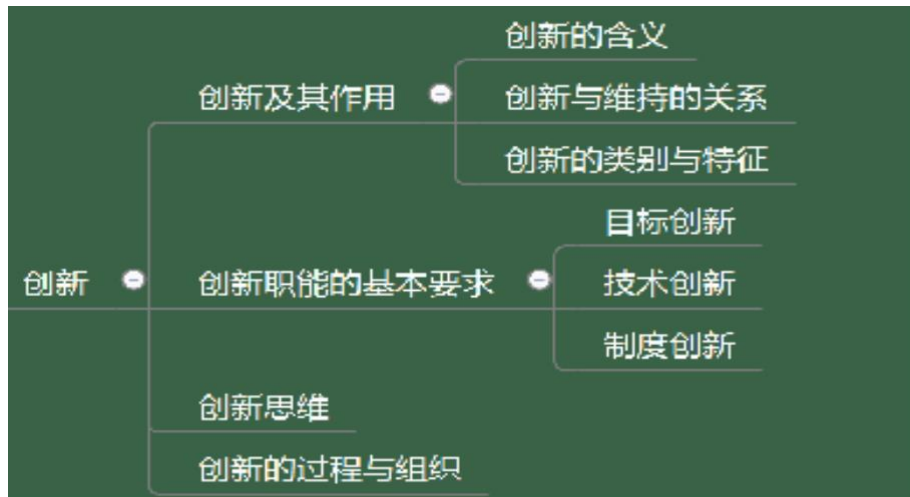 创新的含义
创新及其作用
创新与维持的关系
创新的类别与特征
目标创新
创新
创新职能的基本要求
技术创新
制度创新
创新思维
创新的过程与组织